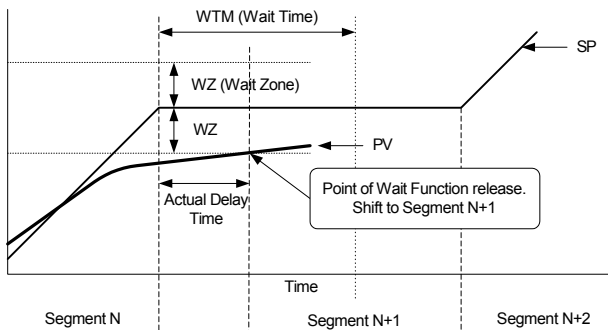 WTM (Wait Time)
SP
WZ (Wait Zone)
WZ
PV
Actual Delay
Time
Point of Wait Function release.
Shift to Segment N+1
Time
Segment N
Segment N+1
Segment N+2